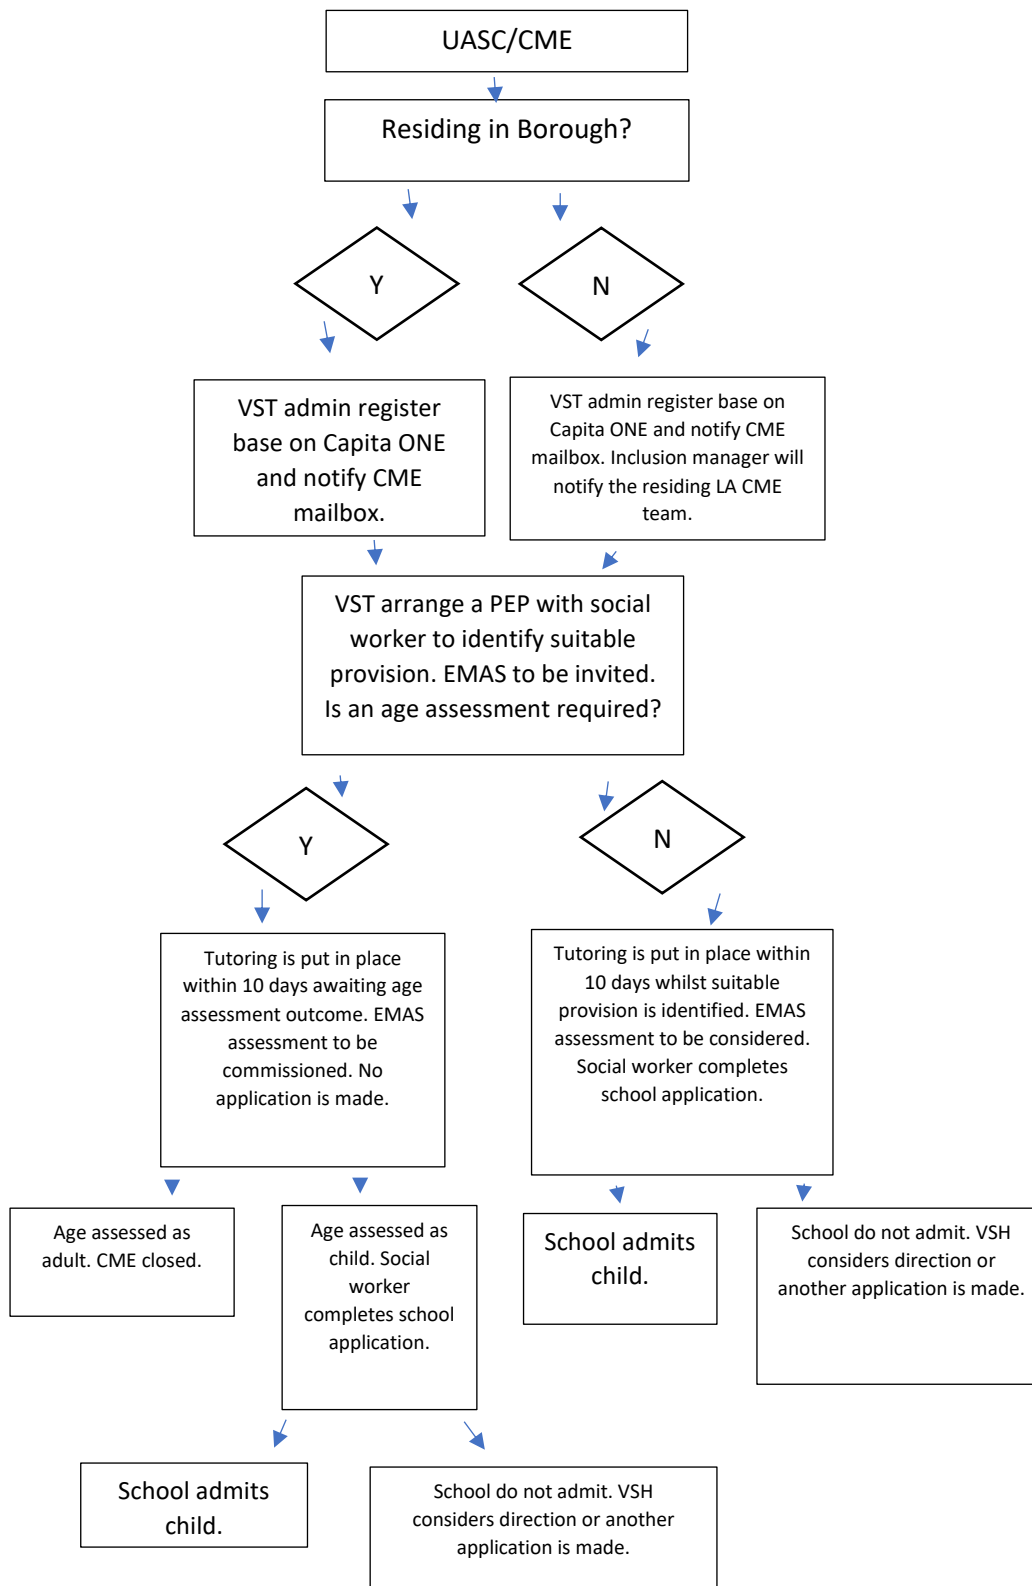 UASC/CME
Residing in Borough?
Y
N
VST admin register
base on Capita ONE
and notify CME
mailbox.
VST admin register base on
Capita ONE and notify CME
mailbox. Inclusion manager will
notify the residing LA CME
team.
VST arrange a PEP with social
worker to identify suitable
provision. EMAS to be invited.
Is an age assessment required?
Y
N
Tutoring is put in place
within 10 days awaiting age
assessment outcome. EMAS
assessment to be
commissioned. No
application is made.
Tutoring is put in place within
10 days whilst suitable
provision is identified. EMAS
assessment to be considered.
Social worker completes
school application.
Age assessed as
adult. CME closed.
Age assessed as
child. Social
worker
completes school
application.
School admits
child.
School do not admit. VSH
considers direction or
another application is made.
School admits
child.
School do not admit. VSH
considers direction or another
application is made.